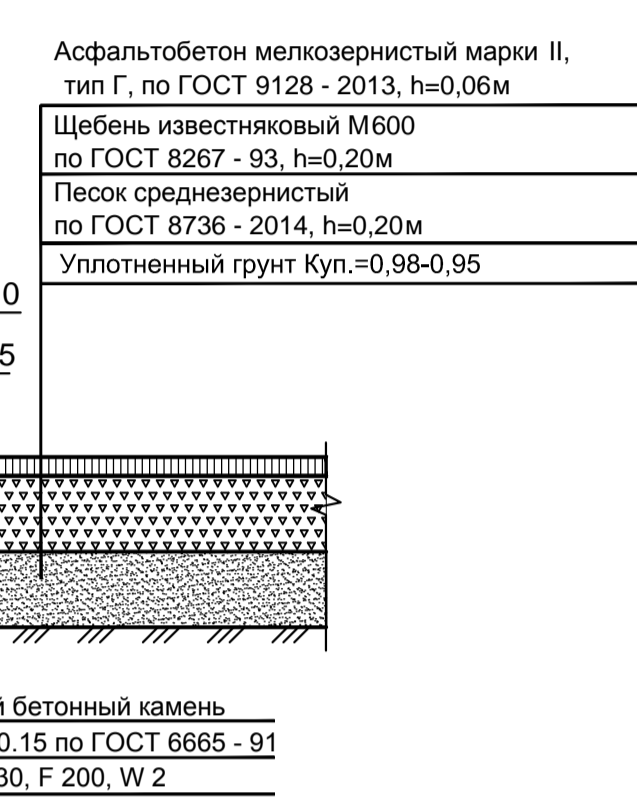 Асфальтобетон мелкозернистый марки II,
тип Г, по ГОСТ 9128 - 2013, h=0,06м
Щебень известняковый М600
по ГОСТ 8267 - 93, h=0,20м
Песок среднезернистый
по ГОСТ 8736 - 2014, h=0,20м
Уплотненный грунт Куп.=0,98-0,95
0
5
й бетонный камень
0.15 по ГОСТ 6665 - 91
30, F 200, W 2